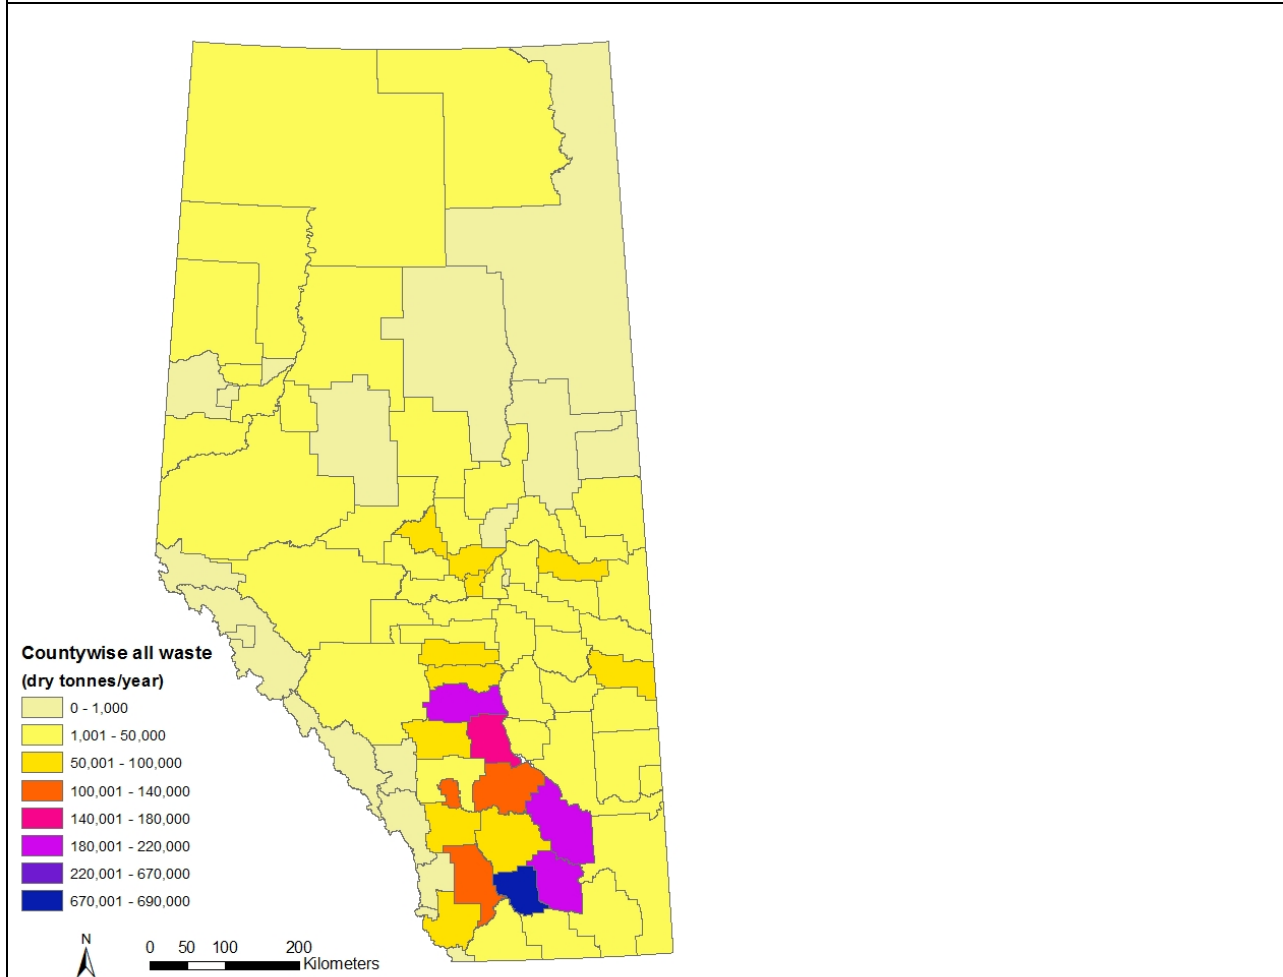 Countywise all waste
(dry tonnes/year)
0 - 1,000
1,001 - 50,000
50,001 - 100,000
100,001 - 140,000
140,001 - 180,000
180,001 - 220,000
220,001 - 670,000
670,001 - 690,000
N
0 50 100 200
Kilometers